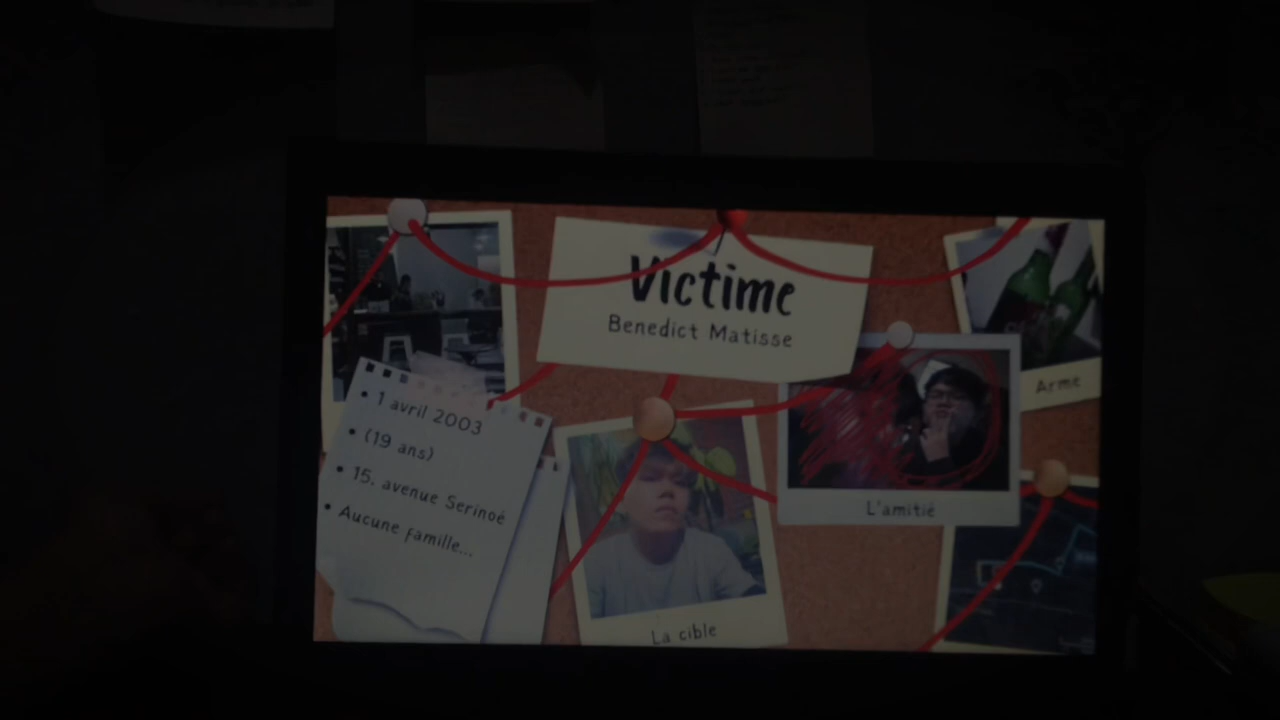 Victime
Benedict Matisse
Arme
• 1 avril 2003
• (19 ans)
• 15, avenue Serinoé
• Aucune famille...
L'amitié
La cible